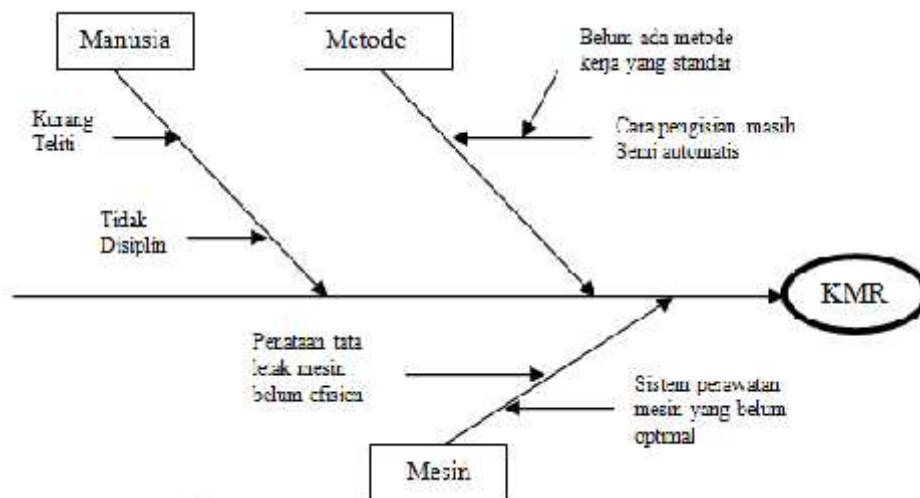 Manusia
Metode
Belum ada metode
kerja yang standar
Kurang
Teliti
Cara pengisian masih
Semi automatis
Tidak
Disiplin
KMR
Penataan tata
letak mesin
belum efisien
Sistem perawatan
mesin yang belum
optimal
Mesin